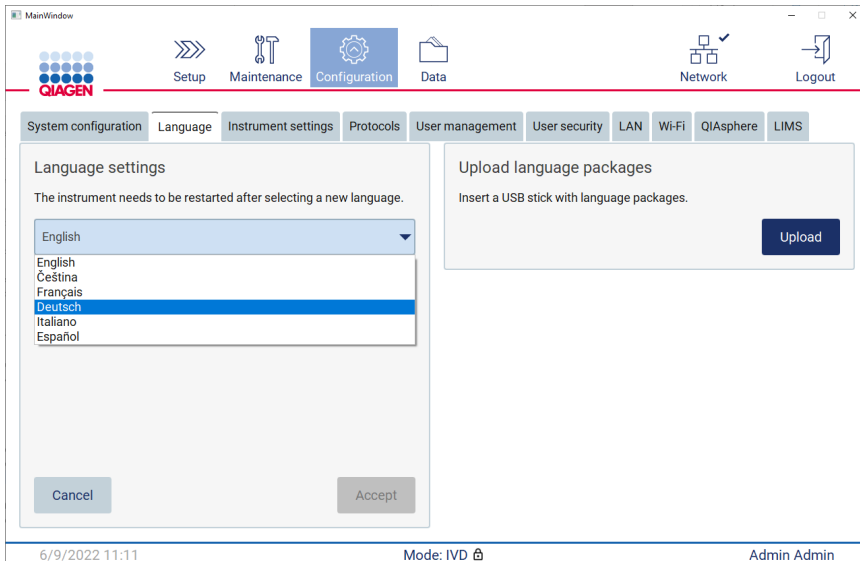 MainWindow
QIAGEN
Setup
Maintenance
Configuration
Data
Network
Logout
System configuration
Language
Instrument settings
Protocols
User management
User security
LAN
Wi-Fi
QIAsphere
LIMS
Language settings
The instrument needs to be restarted after selecting a new language.
English
English
Čeština
Français
Deutsch
Italiano
Español
Cancel
Accept
Upload language packages
Insert a USB stick with language packages.
Upload
6/9/2022 11:11
Mode: IVD
Admin Admin